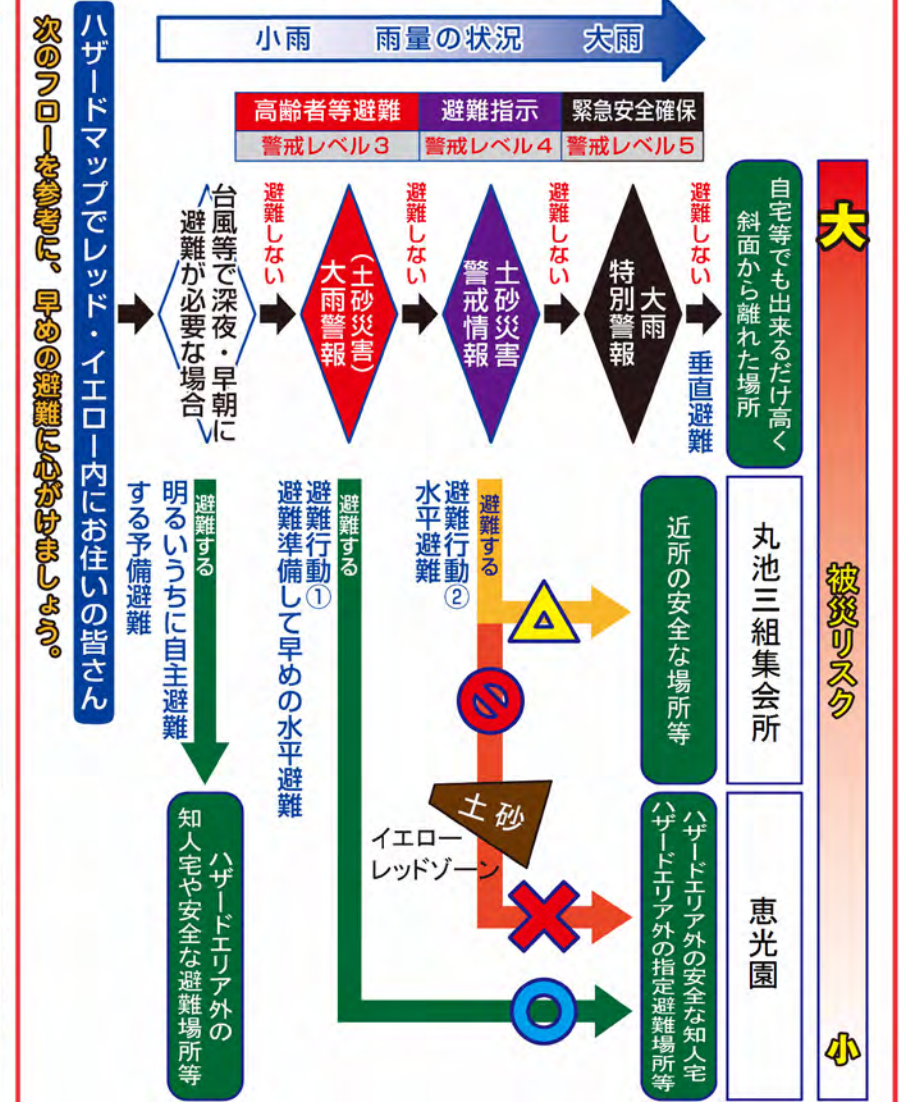 ハザードマップでレッド・イエロー内にお住いの皆さん
次のフローを参考に、早めの避難に心がけましょう。
小雨 雨量の状況 大雨
高齢者等避難
警戒レベル3
避難指示
警戒レベル4
緊急安全確保
警戒レベル5
台風等で深夜・早朝に
避難が必要な場合
避難しない
(土砂災害)
大雨警報
避難しない
土砂災害
警戒情報
避難しない
大雨
特別警報
避難しない
垂直避難
自宅等でも出来るだけ高く
斜面から離れた場所
避難する
明るいうちに自主避難
する予備避難
ハザードエリア外の
知人宅や安全な避難場所等
避難する
避難行動①
避難準備して早めの水平避難
避難する
避難行動②
水平避難
土砂
イエロー
レッドゾーン
近所の安全な場所等
丸池三組集会所
ハザードエリア外の安全な知人宅
ハザードエリア外の指定避難場所等
恵光園
大
被災リスク
小